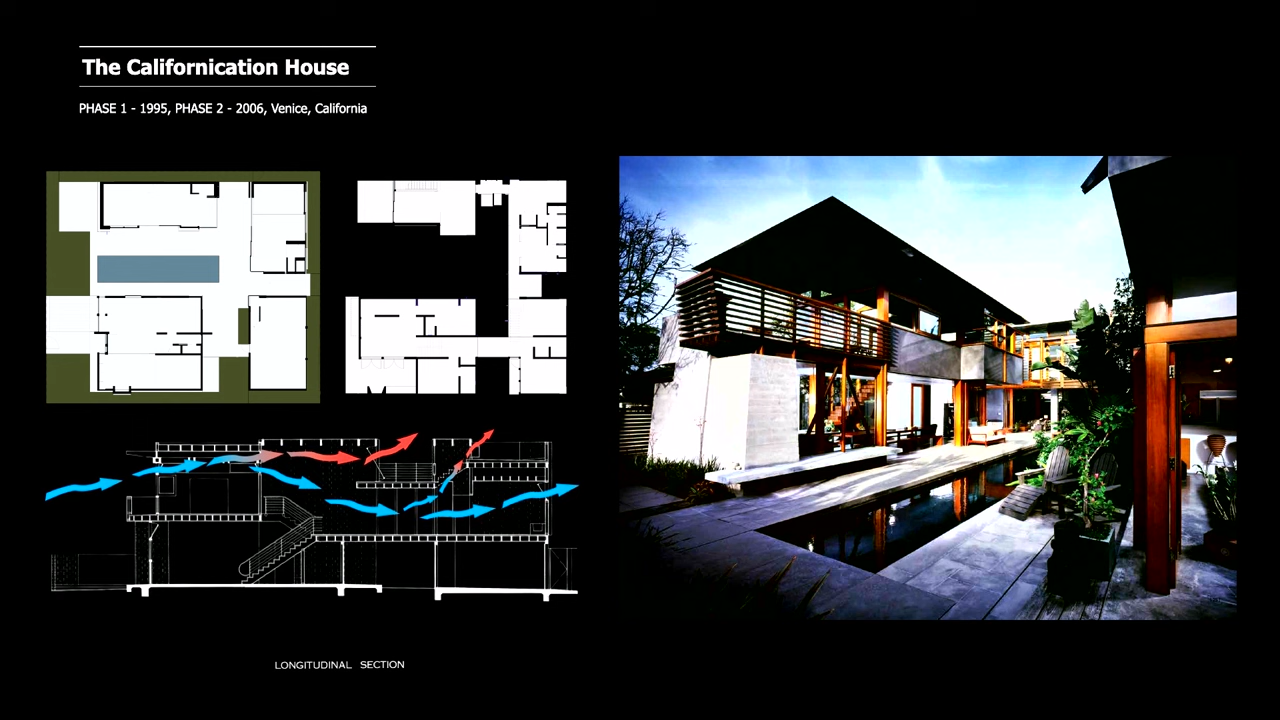 The Californication House
PHASE 1 - 1995, PHASE 2 - 2006, Venice, California
LONGITUDINAL SECTION